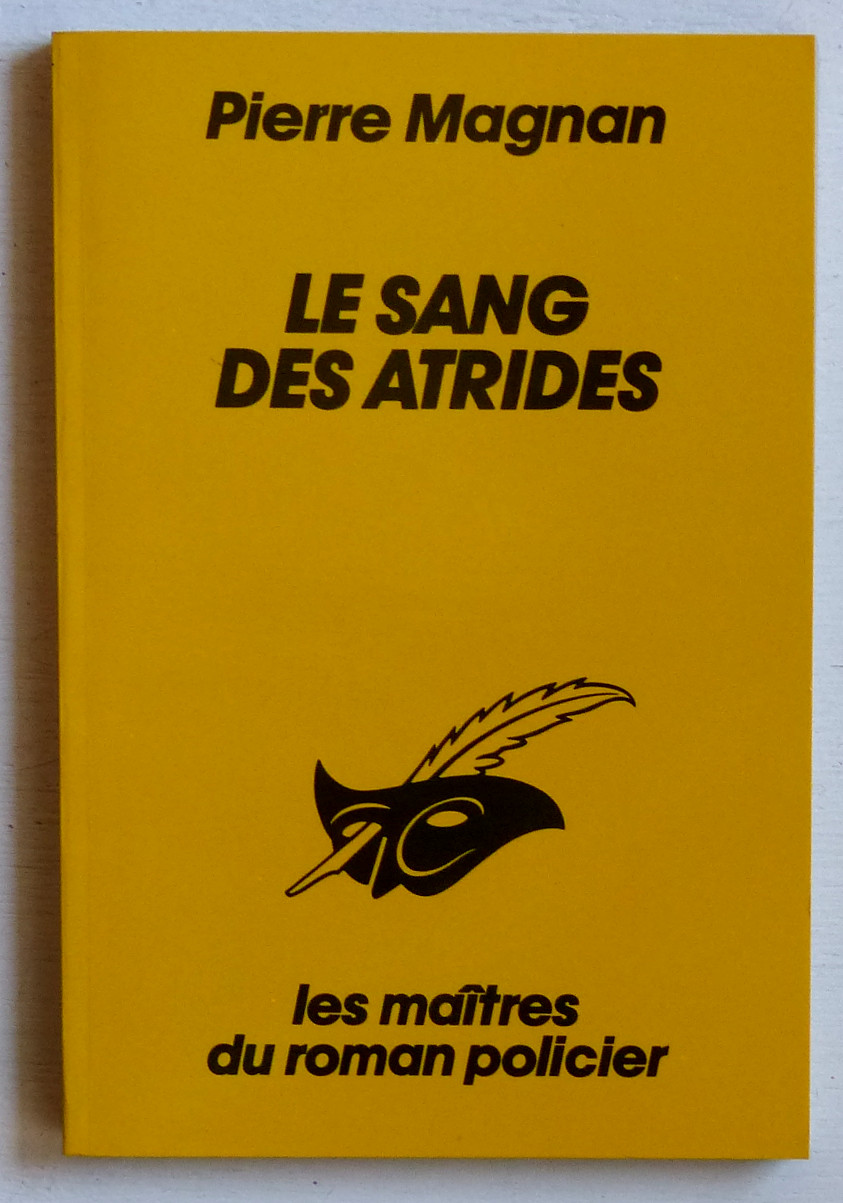 Pierre Magnan
LE SANG
DES ATRIDES
les maîtres
du roman policier